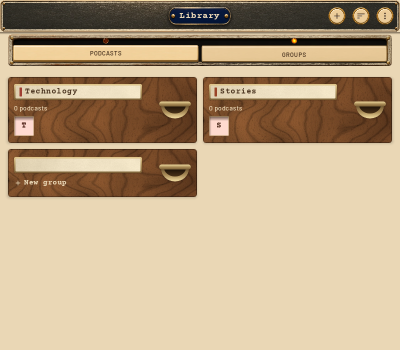 Library
PODCASTS
GROUPS
Technology
0 podcasts
T
Stories
0 podcasts
S
+ New group